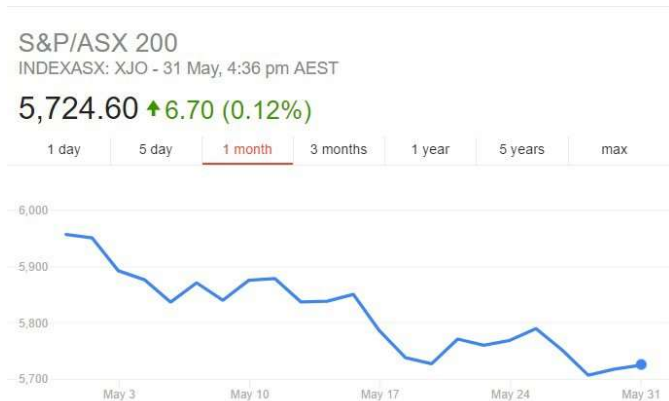 S&P/ASX 200
INDEXASX: XJO - 31 May, 4:36 pm AEST
5,724.60 6.70 (0.12%)
1 day 5 day 1 month 3 months 1 year 5 years max
6,000
5,900
5,800
5,700
May 3 May 10 May 17 May 24 May 31